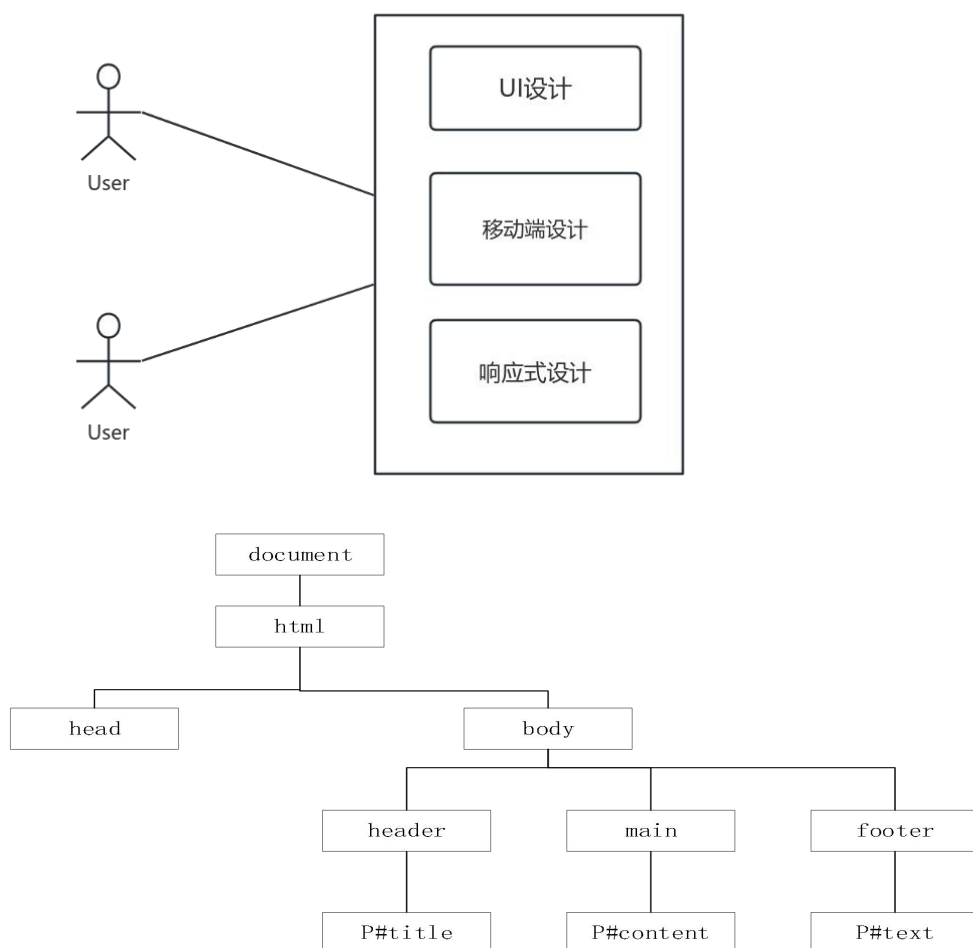 UI设计
User
移动端设计
响应式设计
User
document
html
head
body
header
main
footer
P#title
P#content
P#text